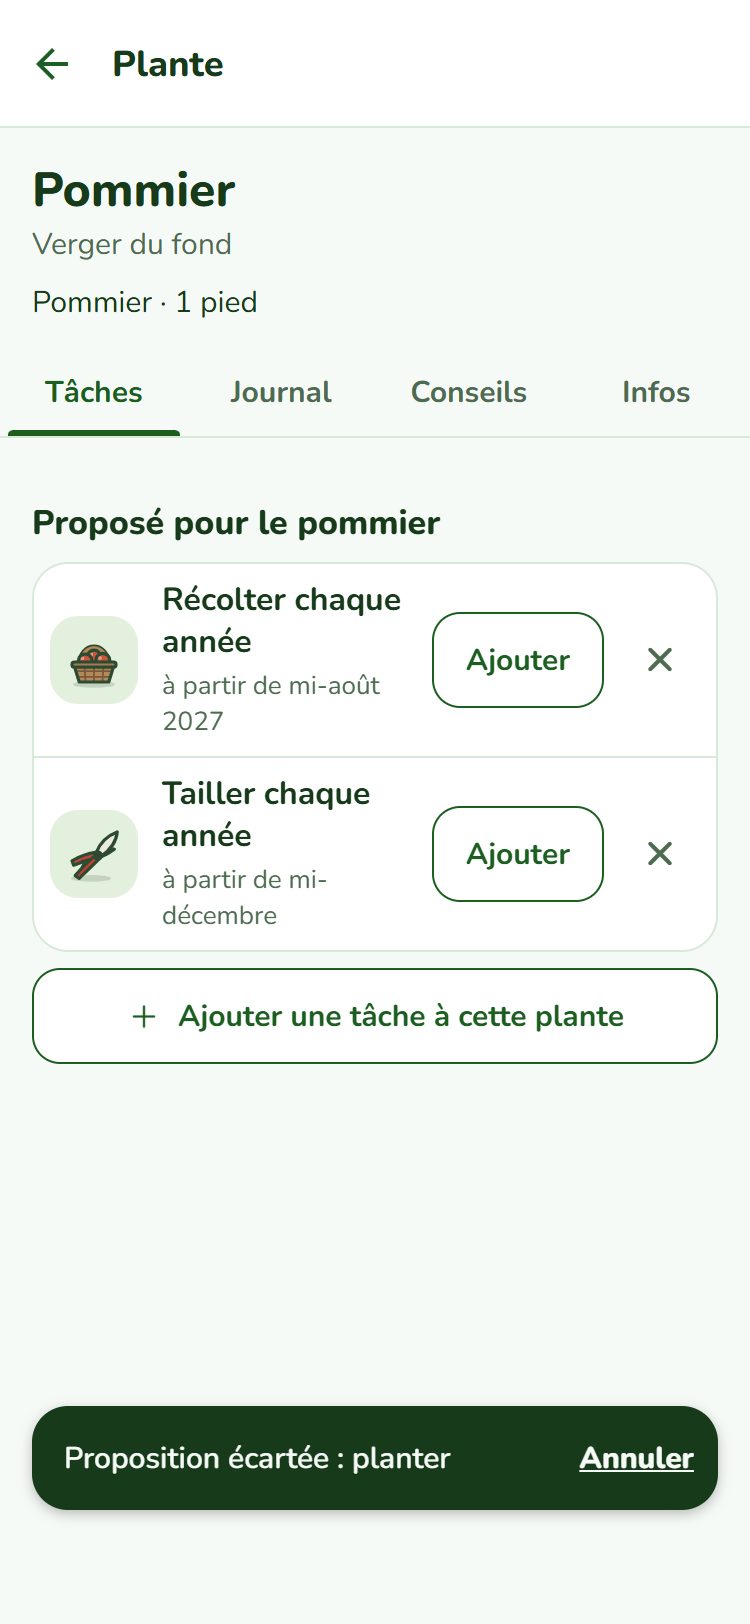 Plante
Pommier
Verger du fond
Pommier · 1 pied
Tâches
Journal
Conseils
Infos
Proposé pour le pommier
Récolter chaque
année
à partir de mi-août
2027
Ajouter
Tailler chaque
année
à partir de mi-
décembre
Ajouter
Ajouter une tâche à cette plante
Proposition écartée : planter
Annuler